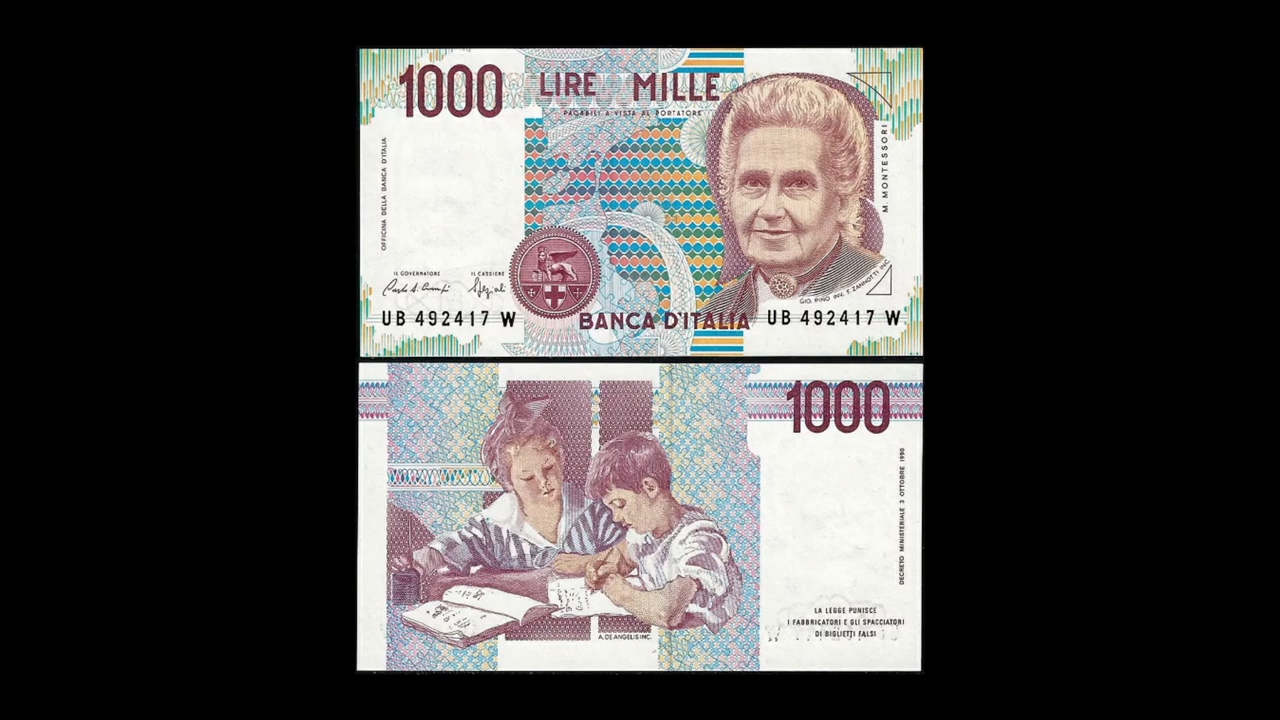 1000 LIRE MILLE
PAGABILI A VISTA AL PORTATORE
OFFICINA DELLA BANCA D'ITALIA
M. MONTESSORI
IL GOVERNATORE
IL CASSIERE
GIO. PINO INV. F. ZANNOTTI INC.
UB 492417 W
BANCA D'ITALIA
UB 492417 W
1000
DECRETO MINISTERIALE 3 OTTOBRE 1990
LA LEGGE PUNISCE
I FABBRICATORI E GLI SPACCIATORI
DI BIGLIETTI FALSI
A. DE ANGELIS INC.